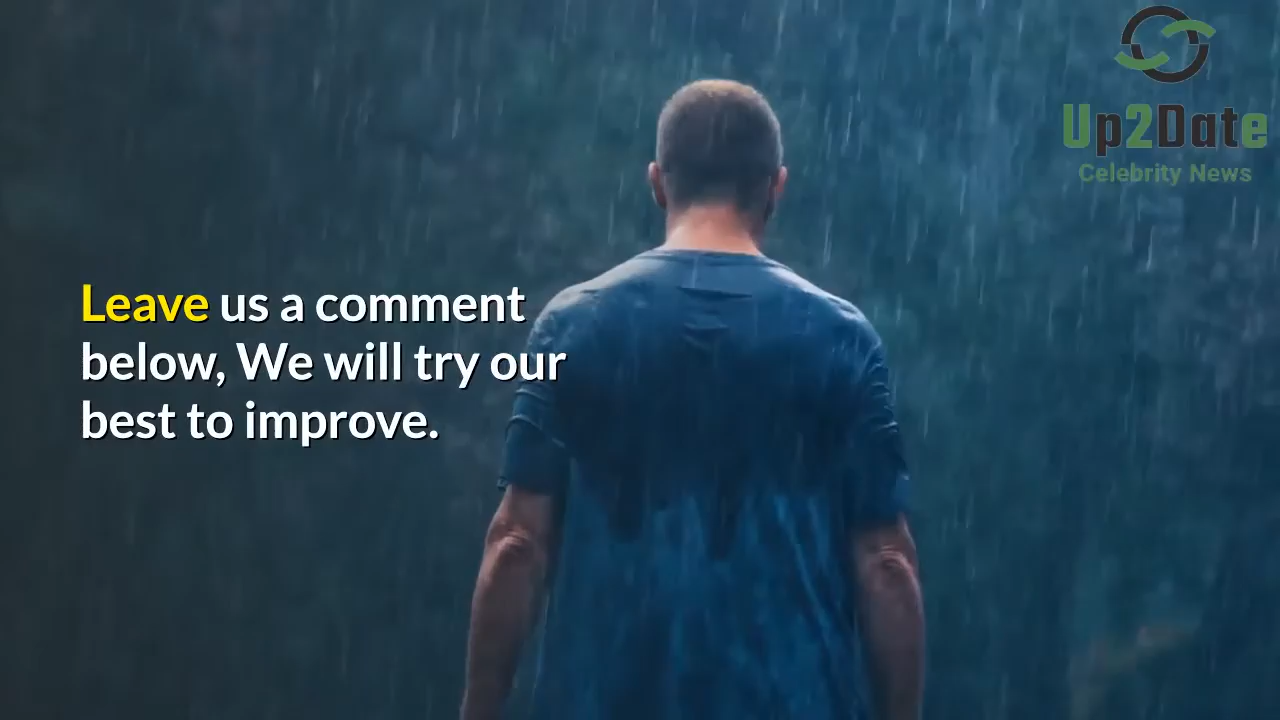 Up2Date
Celebrity News
Leave us a comment
below, We will try our
best to improve.